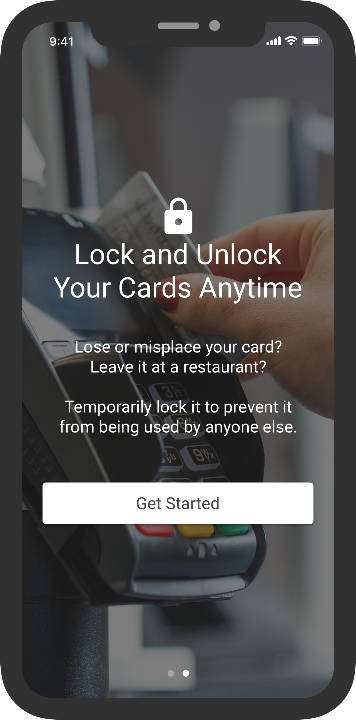 9:41
Lock and Unlock
Your Cards Anytime
Lose or misplace your card?
Leave it at a restaurant?
Temporarily lock it to prevent it
from being used by anyone else.
Get Started